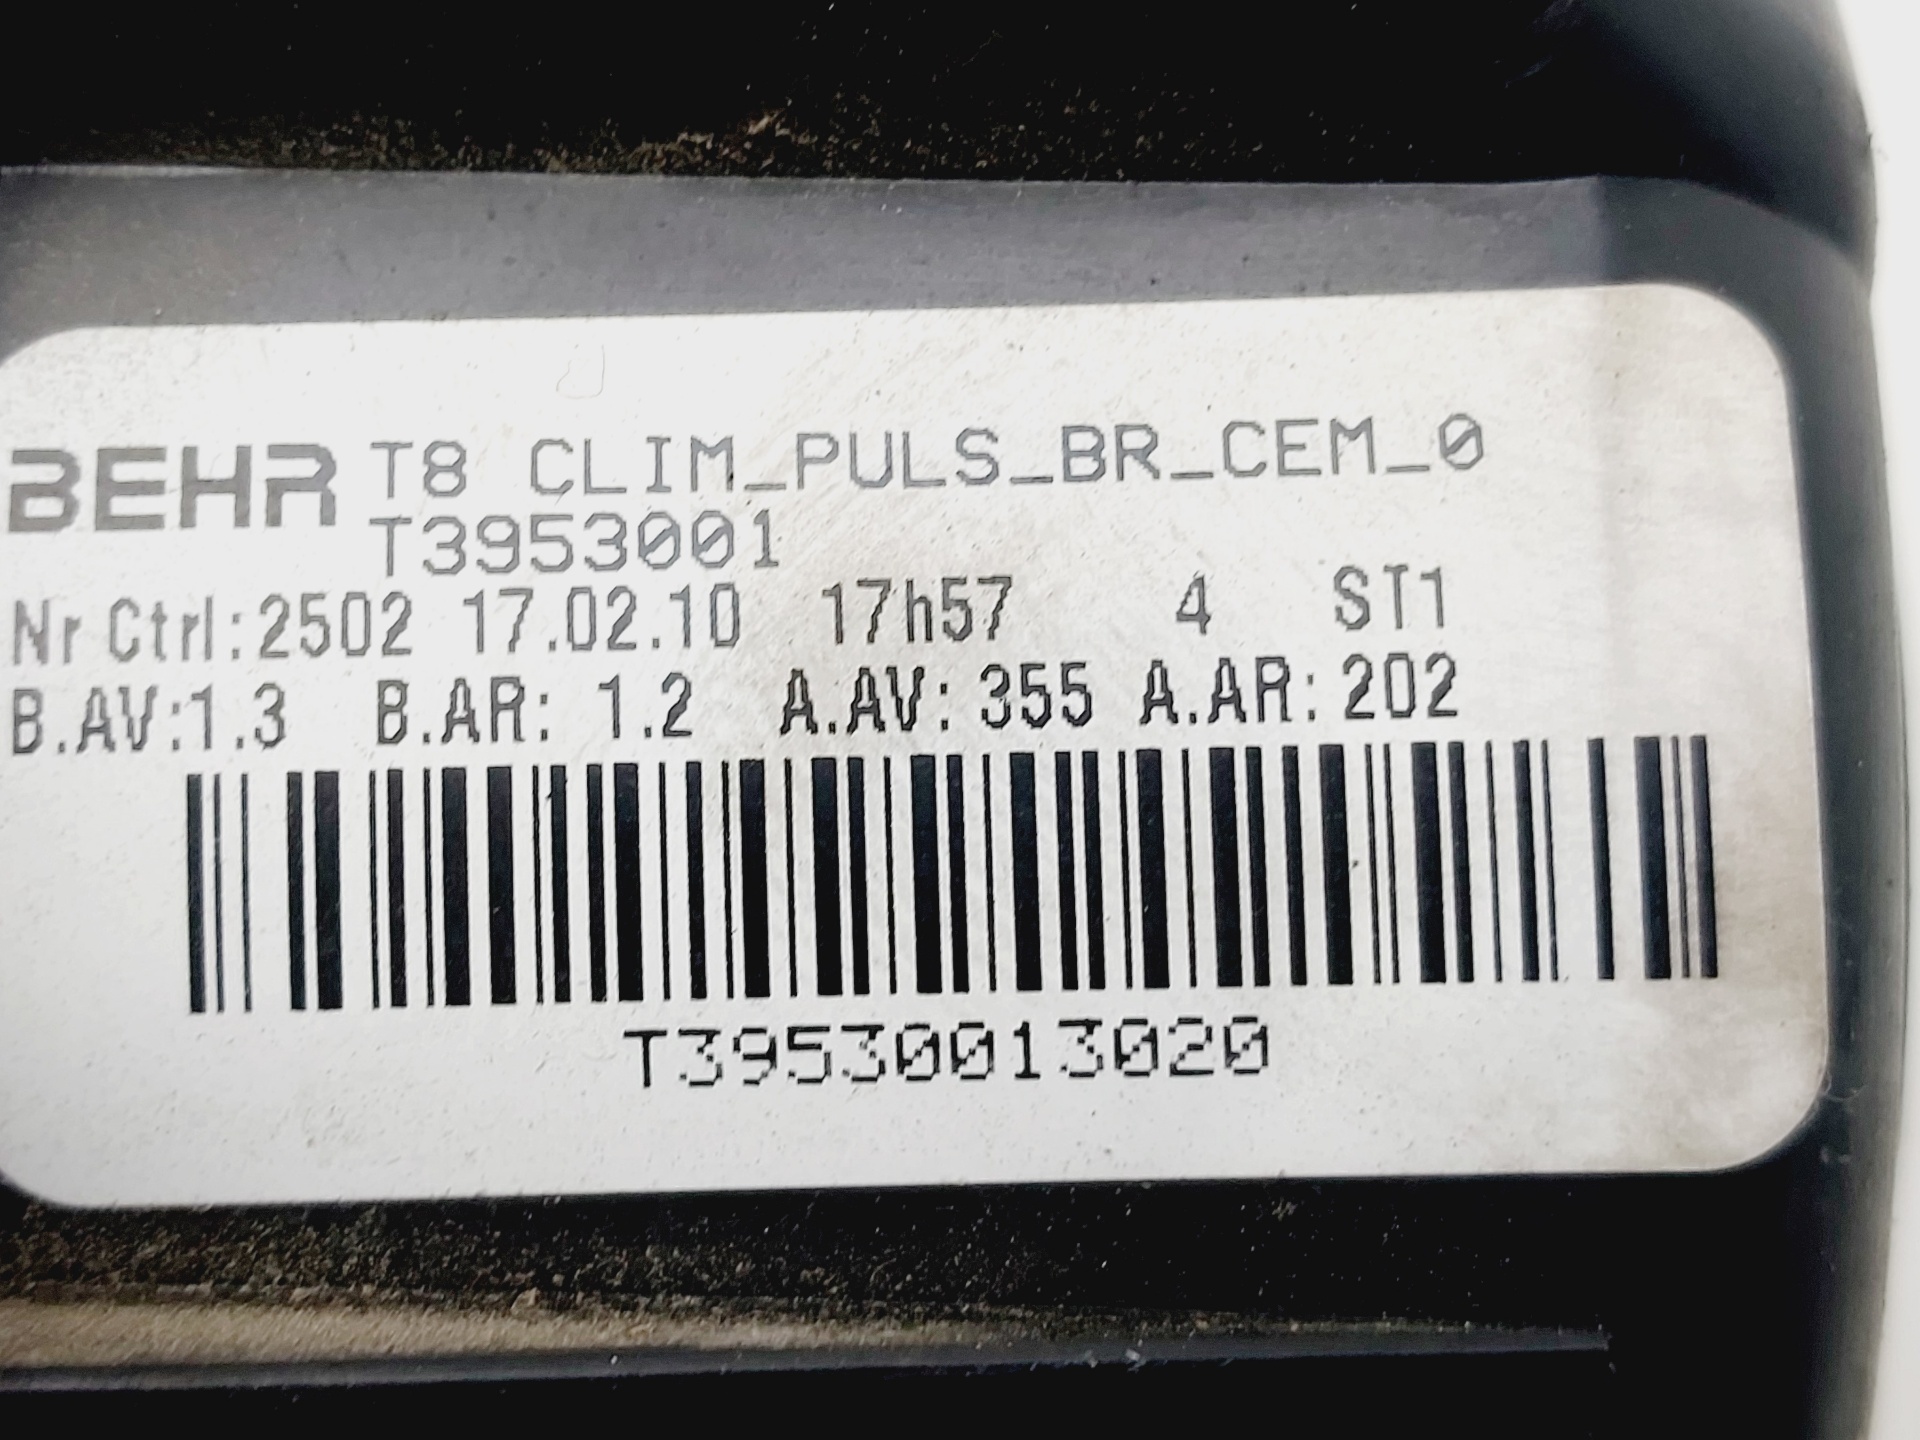 BEHR T8 CLIM_PULS_BR_CEM_0
T3953001
Nr Ctrl:2502 17.02.10 17h57 4 ST1
B.AV:1.3 B.AR: 1.2 A.AV: 355 A.AR: 202
T39530013020